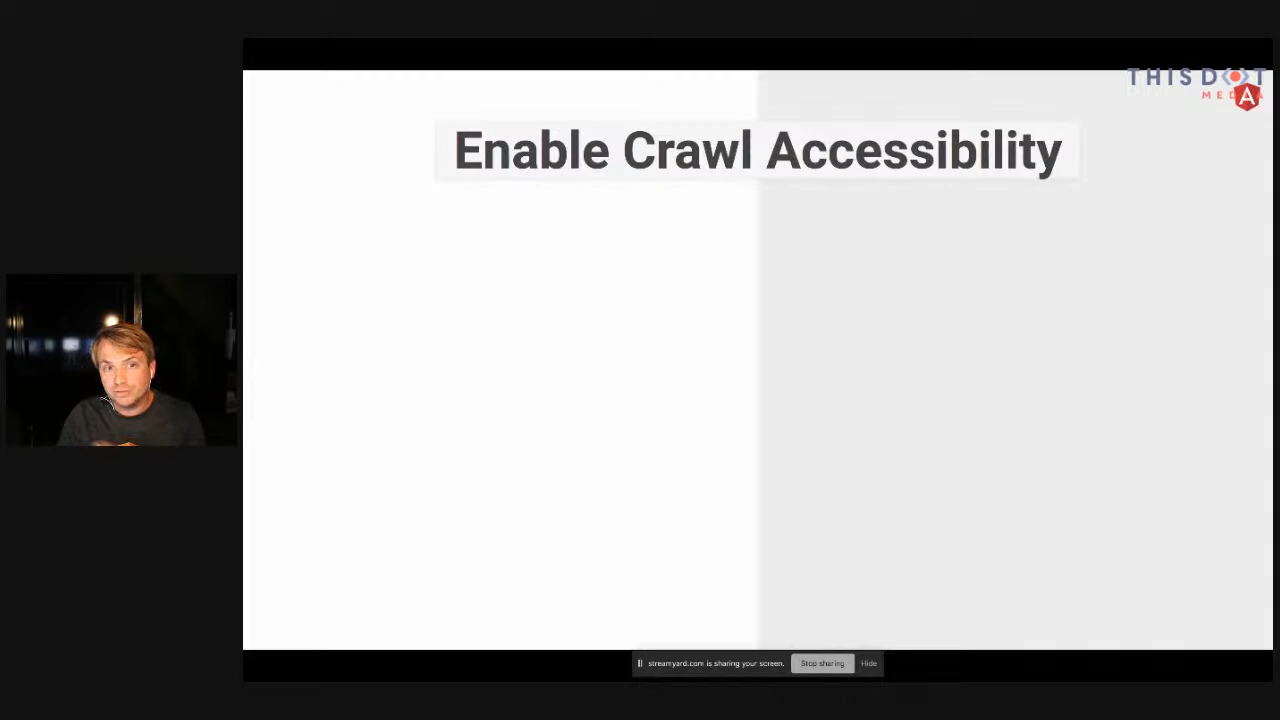 THIS DOT
MEDIA
A
Enable Crawl Accessibility
streamyard.com is sharing your screen. Stop sharing Hide